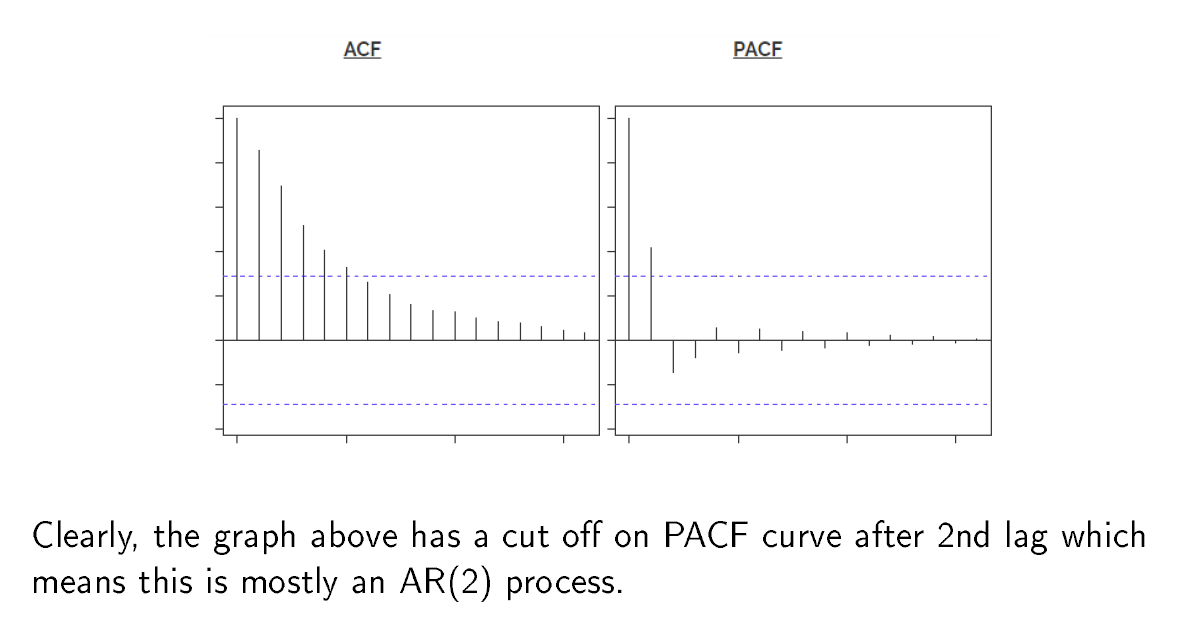 ACF
PACF
Clearly, the graph above has a cut off on PACF curve after 2nd lag which
means this is mostly an AR(2) process.